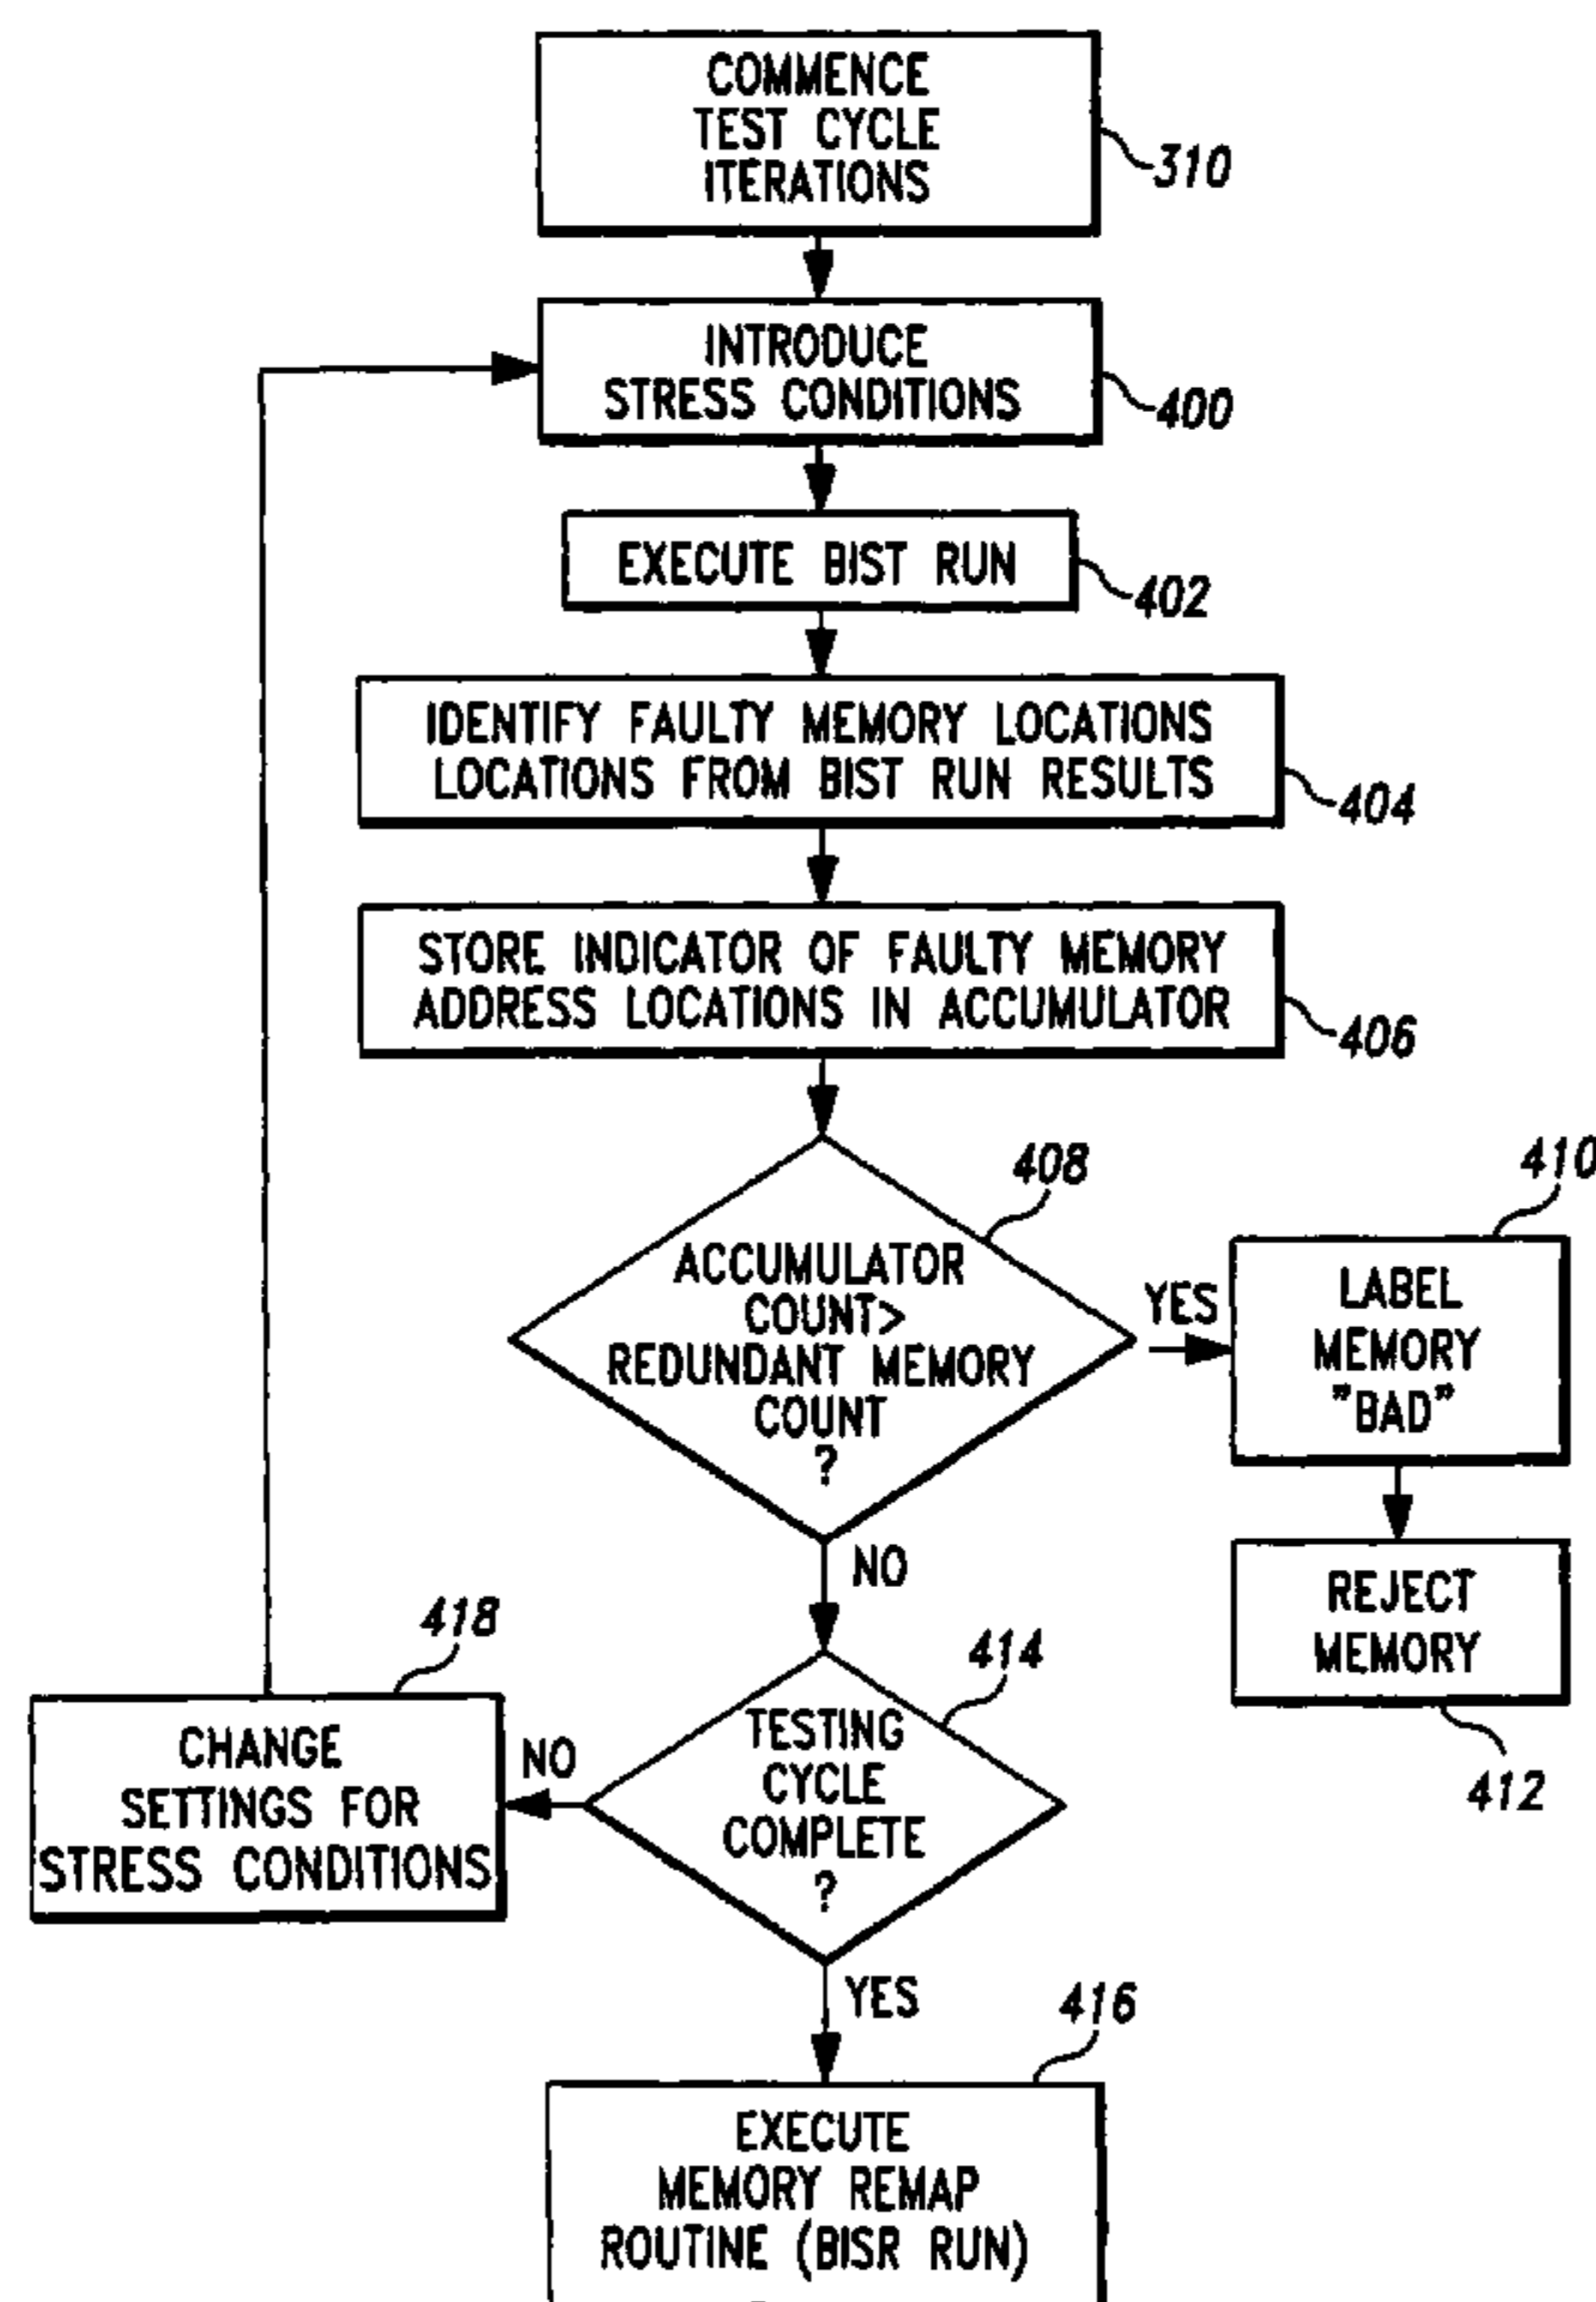 COMMENCE
TEST CYCLE
ITERATIONS
310
INTRODUCE
STRESS CONDITIONS
400
EXECUTE BIST RUN
402
IDENTIFY FAULTY MEMORY LOCATIONS
LOCATIONS FROM BIST RUN RESULTS
404
STORE INDICATOR OF FAULTY MEMORY
ADDRESS LOCATIONS IN ACCUMULATOR
406
408
ACCUMULATOR
COUNT>
REDUNDANT MEMORY
COUNT
?
YES
410
LABEL
MEMORY
"BAD"
NO
REJECT
MEMORY
412
414
TESTING
CYCLE
COMPLETE
?
NO
418
CHANGE
SETTINGS FOR
STRESS CONDITIONS
YES
416
EXECUTE
MEMORY REMAP
ROUTINE (BISR RUN)